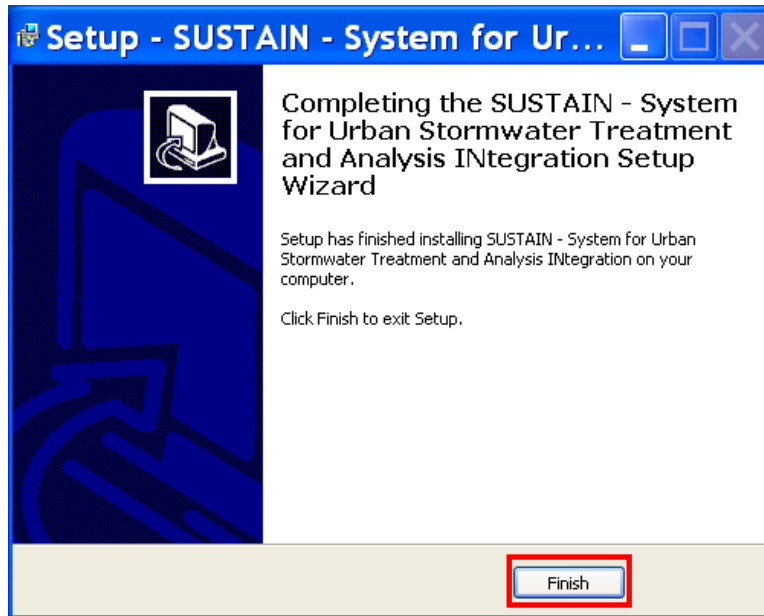 Setup - SUSTAIN - System for Ur...
Completing the SUSTAIN - System
for Urban Stormwater Treatment
and Analysis INtegration Setup
Wizard
Setup has finished installing SUSTAIN - System for Urban
Stormwater Treatment and Analysis INtegration on your
computer.
Click Finish to exit Setup.
Finish